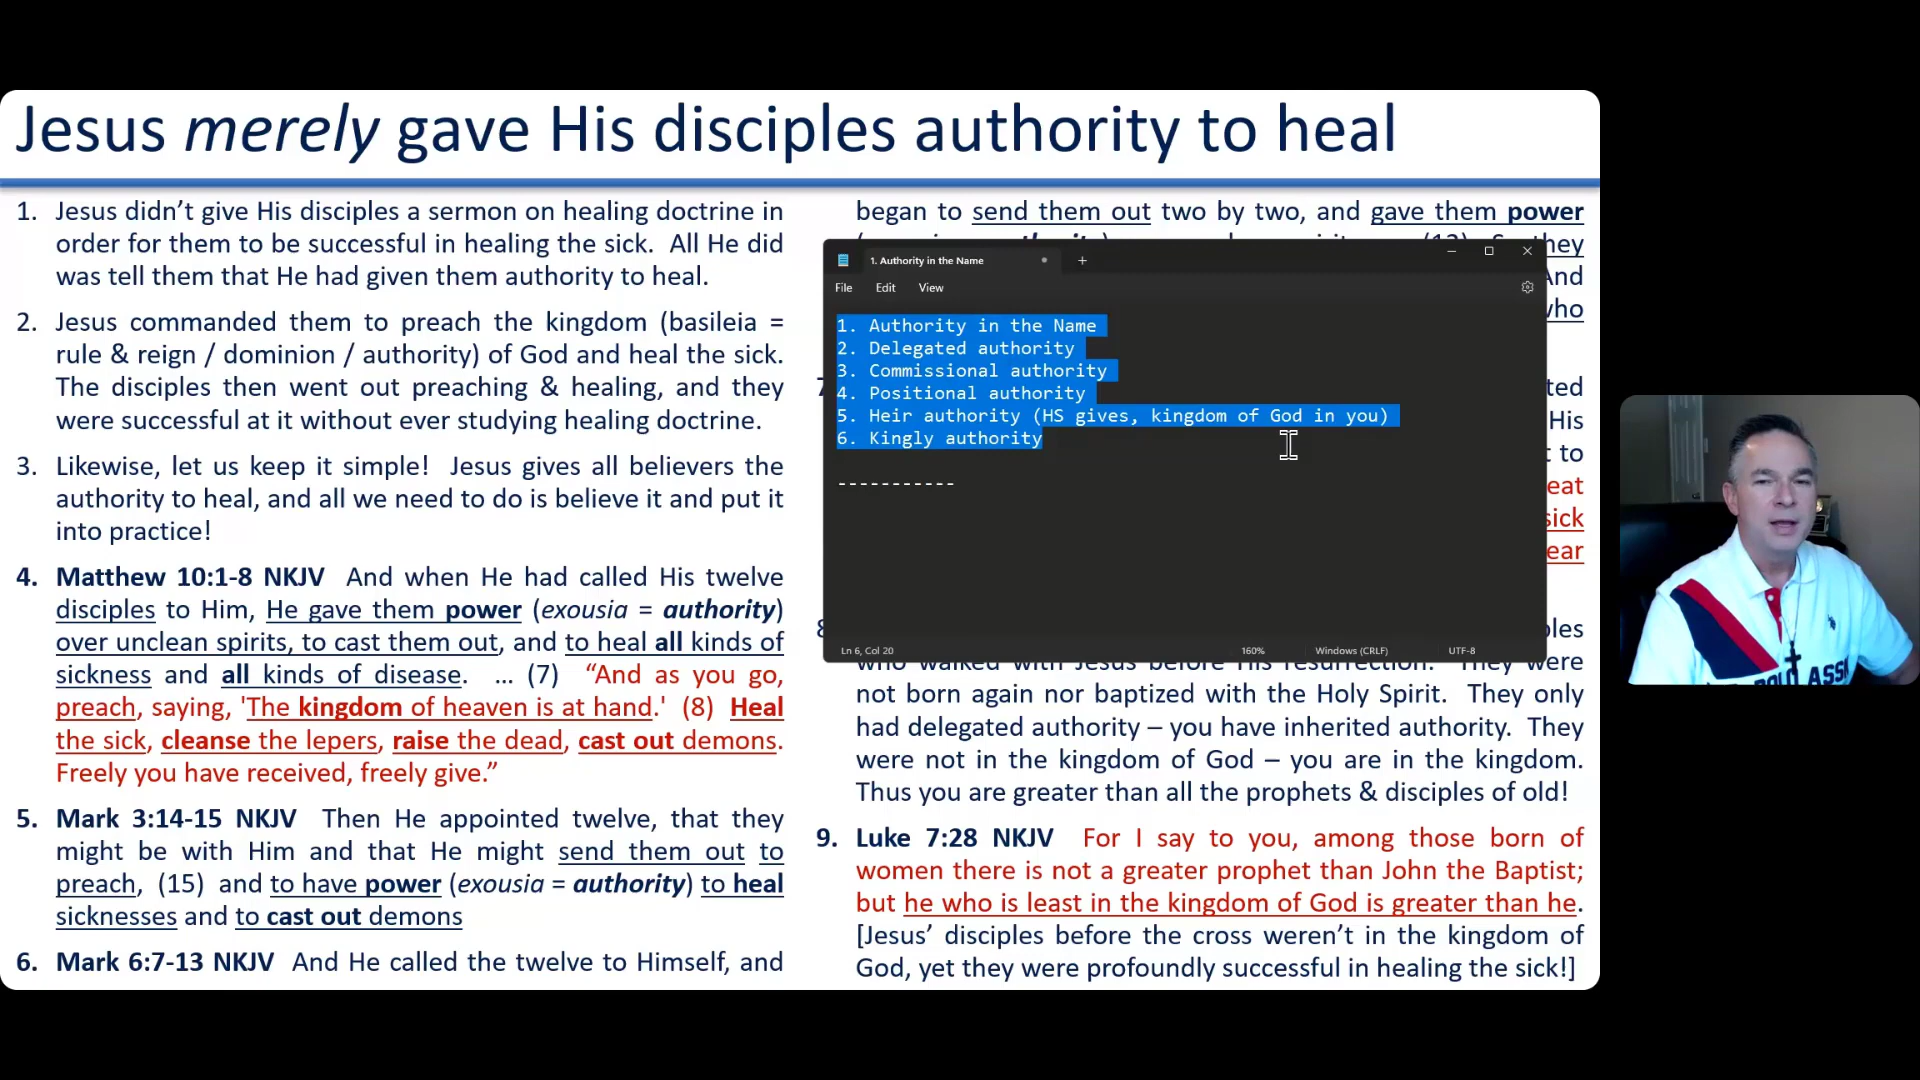 Jesus merely gave His disciples authority to heal
1. Jesus didn’t give His disciples a sermon on healing doctrine in
order for them to be successful in healing the sick. All He did
was tell them that He had given them authority to heal.
2. Jesus commanded them to preach the kingdom (basileia =
rule & reign / dominion / authority) of God and heal the sick.
The disciples then went out preaching & healing, and they
were successful at it without ever studying healing doctrine.
3. Likewise, let us keep it simple! Jesus gives all believers the
authority to heal, and all we need to do is believe it and put it
into practice!
4. Matthew 10:1-8 NKJV And when He had called His twelve
disciples to Him, He gave them power (exousia = authority)
over unclean spirits, to cast them out, and to heal all kinds of
sickness and all kinds of disease. … (7) “And as you go,
preach, saying, 'The kingdom of heaven is at hand.' (8) Heal
the sick, cleanse the lepers, raise the dead, cast out demons.
Freely you have received, freely give.”
5. Mark 3:14-15 NKJV Then He appointed twelve, that they
might be with Him and that He might send them out to
preach, (15) and to have power (exousia = authority) to heal
sicknesses and to cast out demons
6. Mark 6:7-13 NKJV And He called the twelve to Himself, and
began to send them out two by two, and gave them power
they
And
who
ted
His
t to
eat
sick
ear
1. Authority in the Name
+
File Edit View
1. Authority in the Name
2. Delegated authority
3. Commissional authority
4. Positional authority
5. Heir authority (HS gives, kingdom of God in you)
6. Kingly authority
-----------
Ln 6, Col 20 160% Windows (CRLF) UTF-8
ples
who walked with Jesus before His resurrection. They were
not born again nor baptized with the Holy Spirit. They only
had delegated authority – you have inherited authority. They
were not in the kingdom of God – you are in the kingdom.
Thus you are greater than all the prophets & disciples of old!
9. Luke 7:28 NKJV For I say to you, among those born of
women there is not a greater prophet than John the Baptist;
but he who is least in the kingdom of God is greater than he.
[Jesus’ disciples before the cross weren’t in the kingdom of
God, yet they were profoundly successful in healing the sick!]